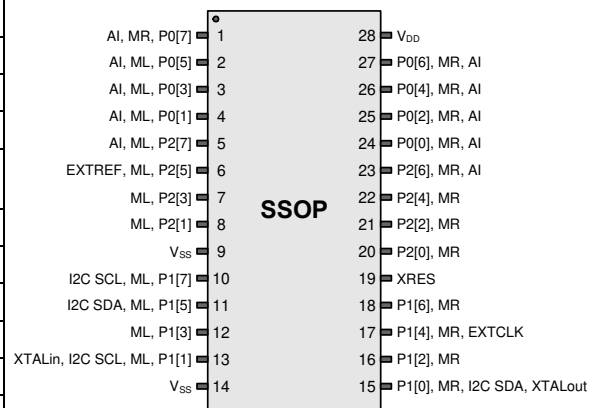 AI, MR, P0[7] 1 28 VDD
AI, ML, P0[5] 2 27 P0[6], MR, AI
AI, ML, P0[3] 3 26 P0[4], MR, AI
AI, ML, P0[1] 4 25 P0[2], MR, AI
AI, ML, P2[7] 5 24 P0[0], MR, AI
EXTREF, ML, P2[5] 6 23 P2[6], MR, AI
ML, P2[3] 7 22 P2[4], MR
SSOP
ML, P2[1] 8 21 P2[2], MR
VSS 9 20 P2[0], MR
I2C SCL, ML, P1[7] 10 19 XRES
I2C SDA, ML, P1[5] 11 18 P1[6], MR
ML, P1[3] 12 17 P1[4], MR, EXTCLK
XTALin, I2C SCL, ML, P1[1] 13 16 P1[2], MR
VSS 14 15 P1[0], MR, I2C SDA, XTALout